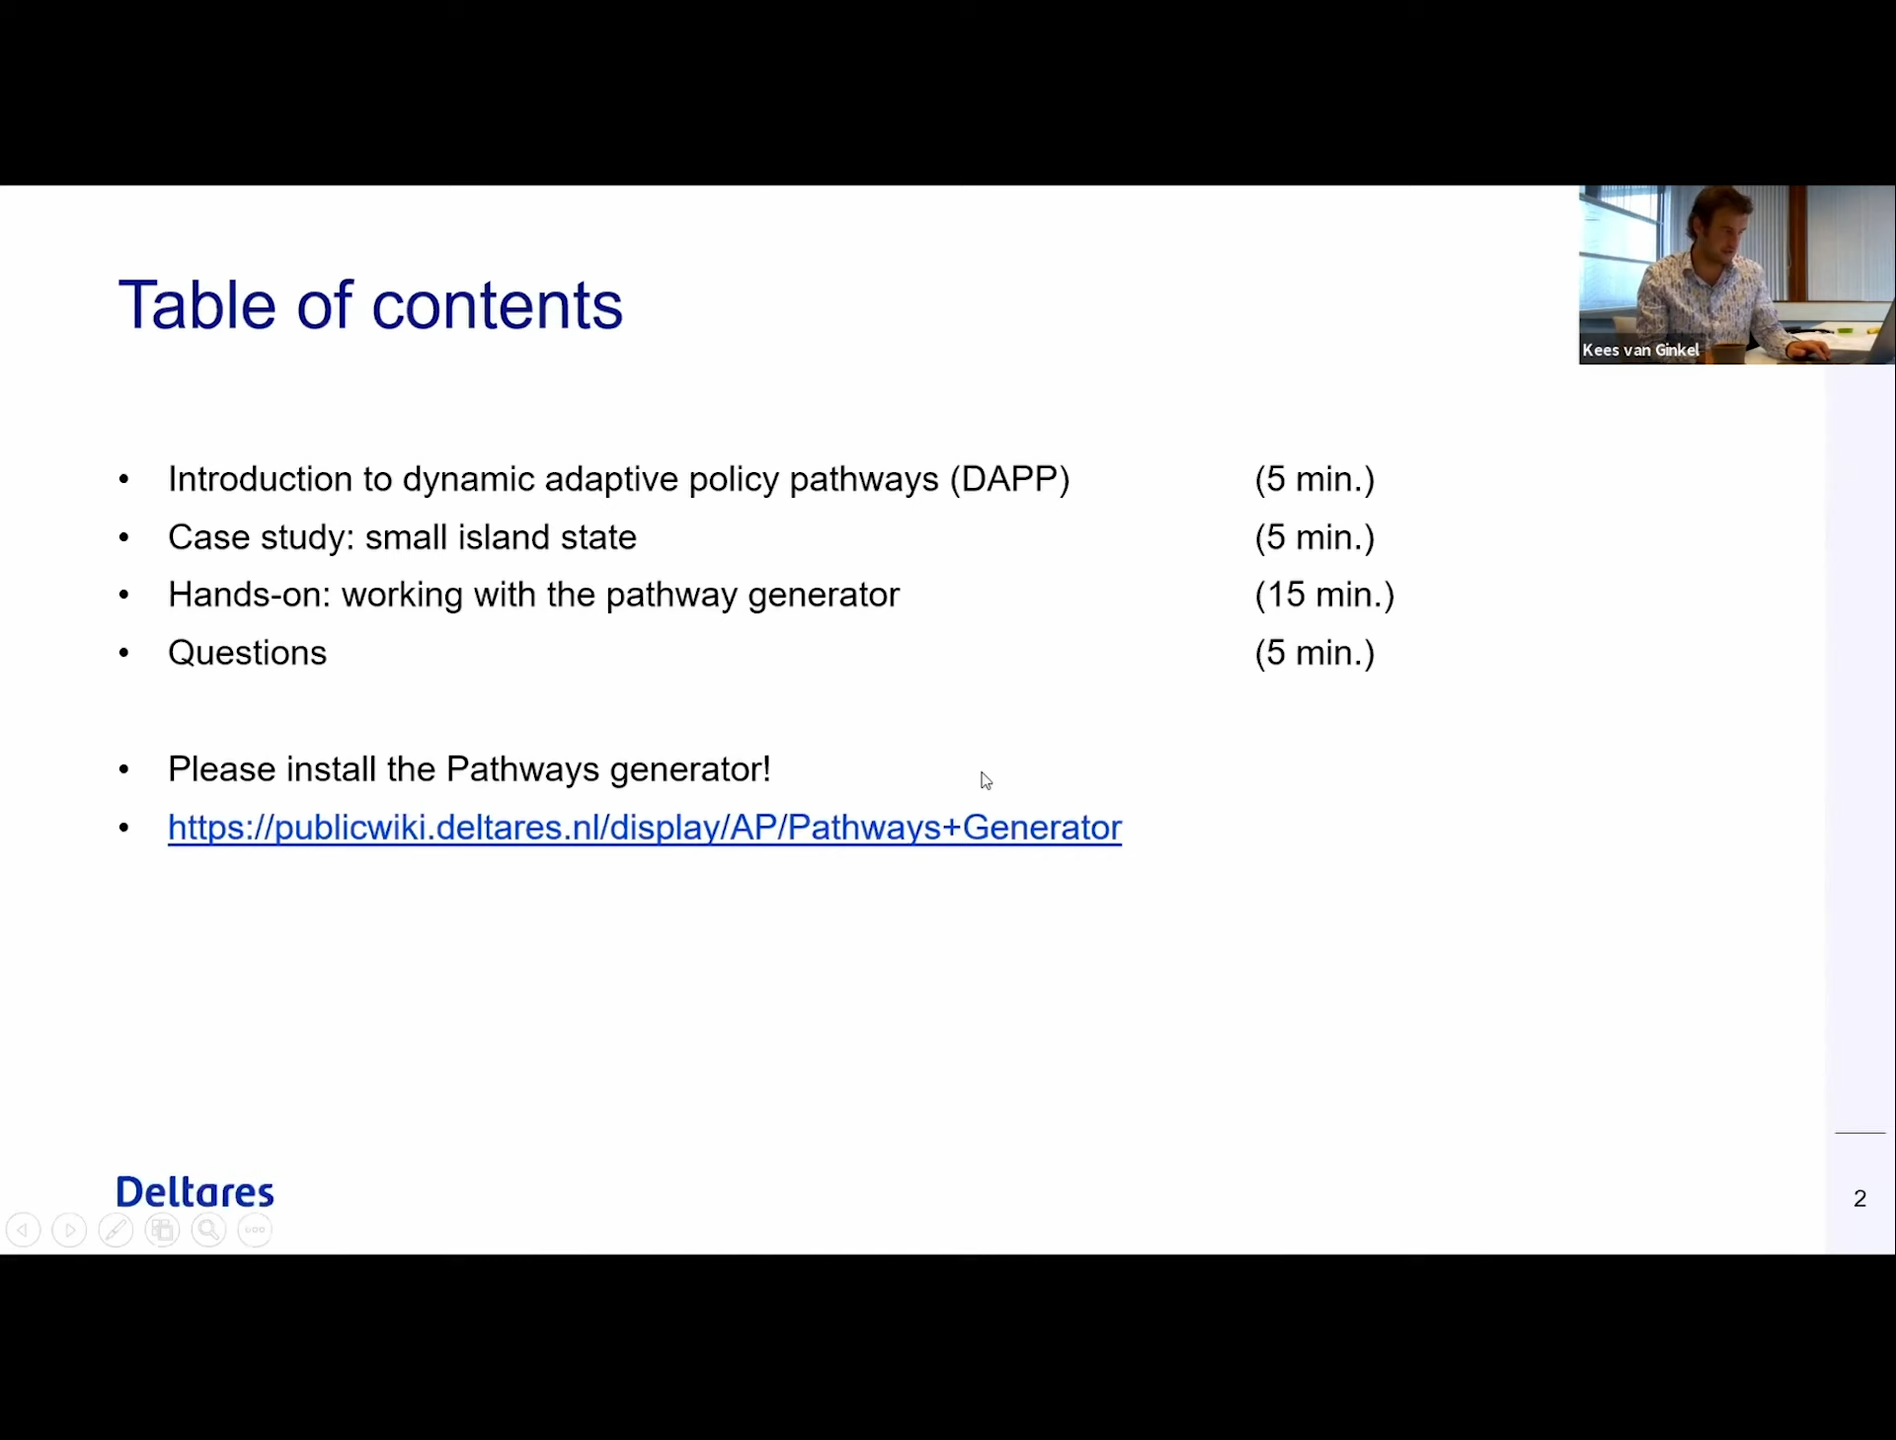 Table of contents
Kees van Ginkel
• Introduction to dynamic adaptive policy pathways (DAPP) (5 min.)
• Case study: small island state (5 min.)
• Hands-on: working with the pathway generator (15 min.)
• Questions (5 min.)
• Please install the Pathways generator!
• https://publicwiki.deltares.nl/display/AP/Pathways+Generator
Deltares
2